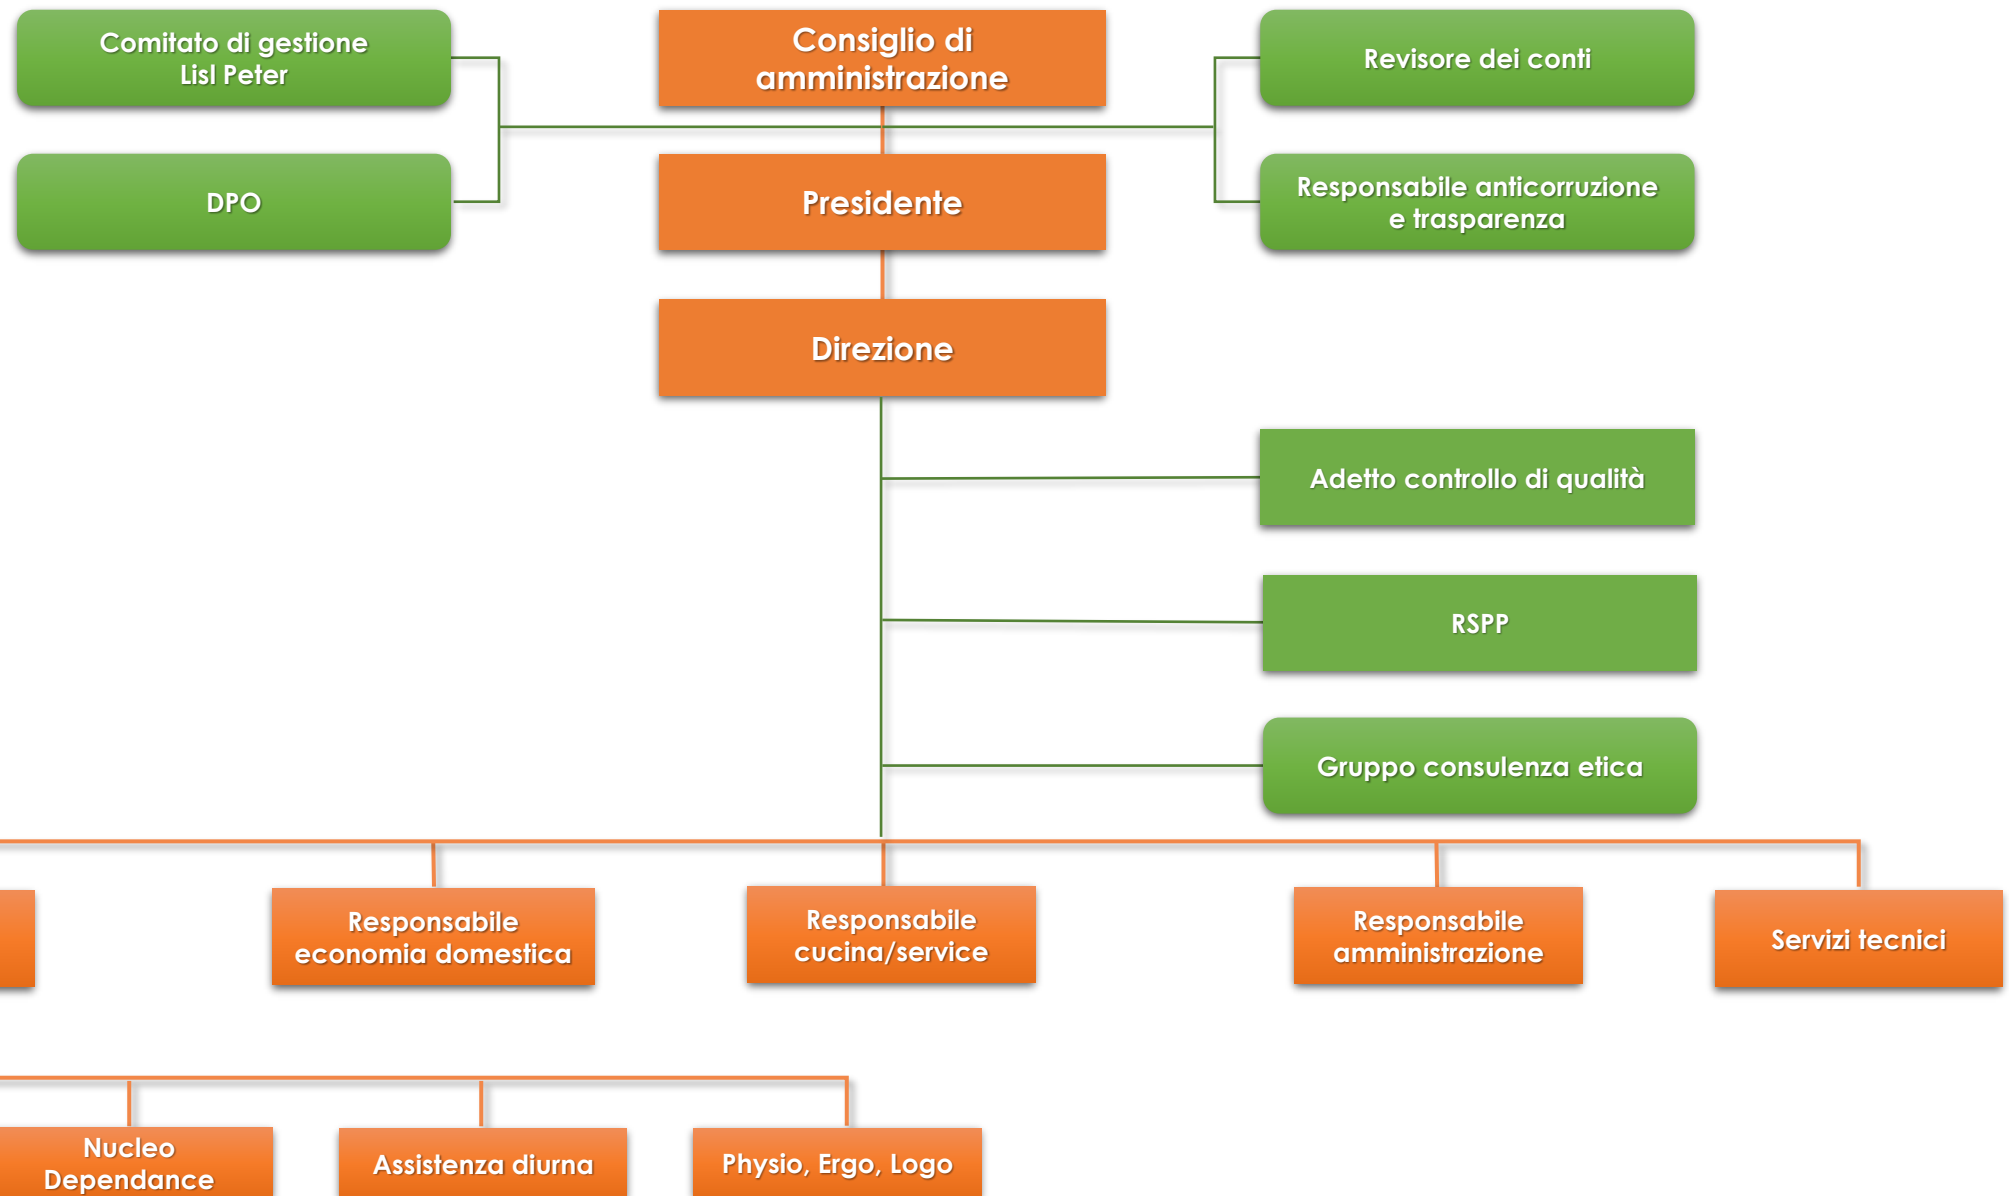 Comitato di gestione
Lisl Peter
Consiglio di
amministrazione
Revisore dei conti
DPO
Presidente
Responsabile anticorruzione
e trasparenza
Direzione
Adetto controllo di qualità
RSPP
Gruppo consulenza etica
Responsabile
economia domestica
Responsabile
cucina/service
Responsabile
amministrazione
Servizi tecnici
Nucleo
Dependance
Assistenza diurna
Physio, Ergo, Logo